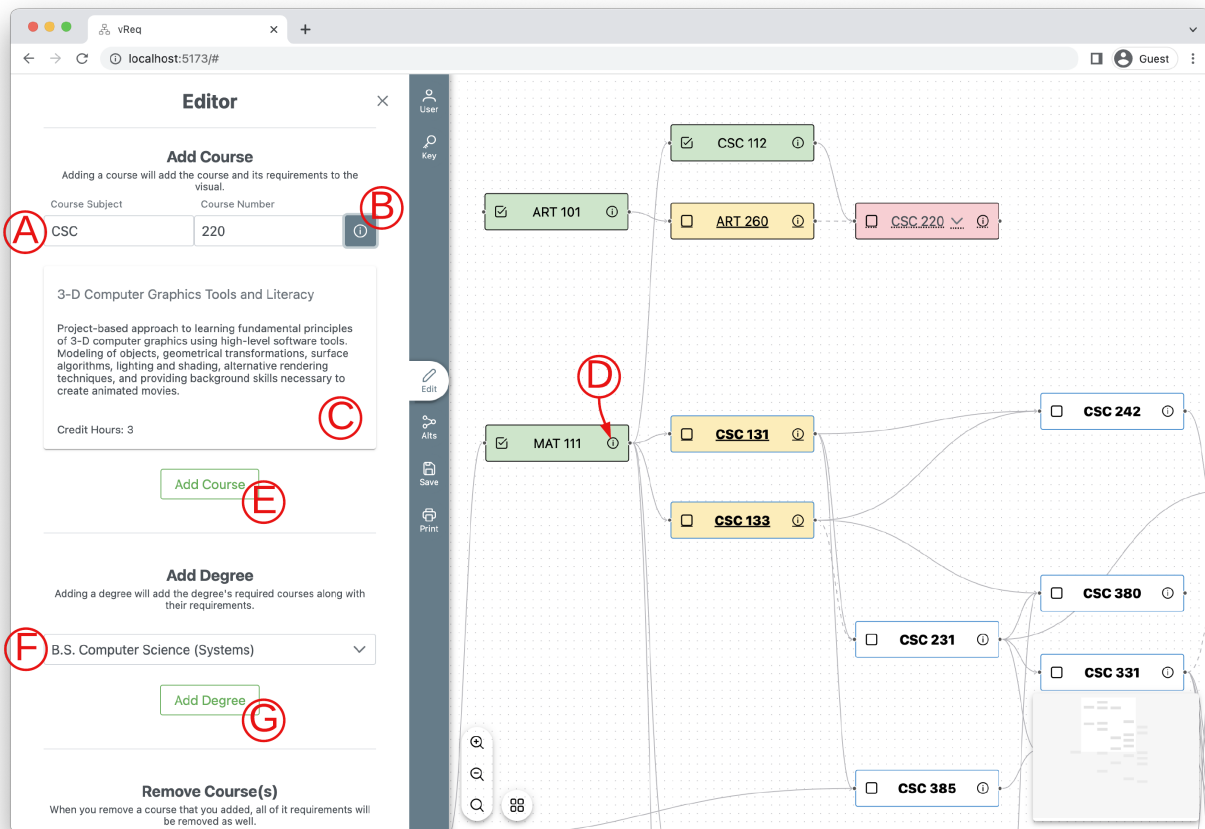 vReq
localhost:5173/#
Guest
Editor
Add Course
Adding a course will add the course and its requirements to the
visual.
Course Subject
Course Number
A
CSC
220
B
3-D Computer Graphics Tools and Literacy
Project-based approach to learning fundamental principles
of 3-D computer graphics using high-level software tools.
Modeling of objects, geometrical transformations, surface
algorithms, lighting and shading, alternative rendering
techniques, and providing background skills necessary to
create animated movies.
Credit Hours: 3
C
Add Course
E
Add Degree
Adding a degree will add the degree's required courses along with
their requirements.
F
B.S. Computer Science (Systems)
Add Degree
G
Remove Course(s)
When you remove a course that you added, all of it requirements will
be removed as well.
User
Key
Edit
Alts
Save
Print
CSC 112
ART 101
ART 260
CSC 220
D
MAT 111
CSC 131
CSC 133
CSC 242
CSC 380
CSC 231
CSC 331
CSC 385